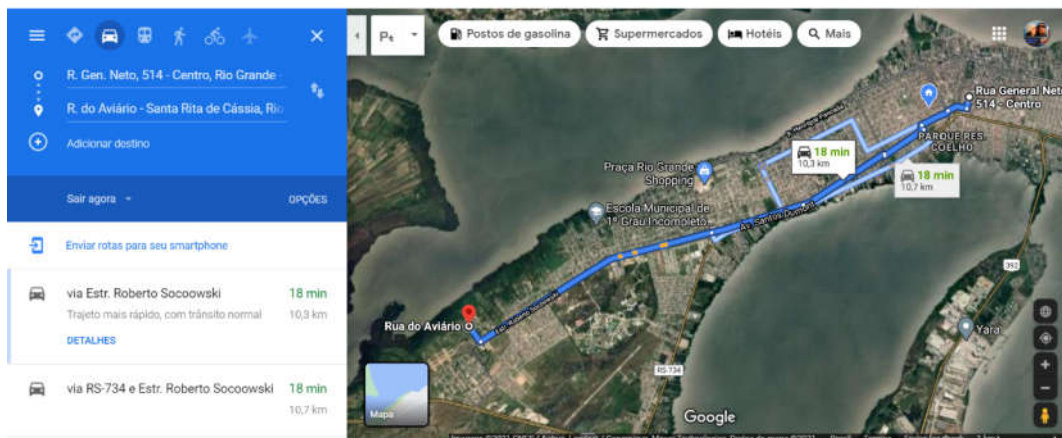 R. Gen. Neto, 514 - Centro, Rio Grande -
R. do Aviário - Santa Rita de Cássia, Rio
Adicionar destino
Sair agora
OPÇÕES
Enviar rotas para seu smartphone
via Estr. Roberto Socoowski
18 min
Trajeto mais rápido, com trânsito normal
10,3 km
DETALHES
via RS-734 e Estr. Roberto Socoowski
18 min
10,7 km
Postos de gasolina
Supermercados
Hotéis
Mais
Rua General Neto
514 - Centro
PARQUE RES.
COELHO
18 min
10,3 km
18 min
10,7 km
Praça Rio Grande
Shopping
Escola Municipal de
1º Grau Incompleto...
Av. Santos Dumont
Estr. Roberto Socoowski
Rua do Aviário
392
Yara
RS-734
Mapa
Google